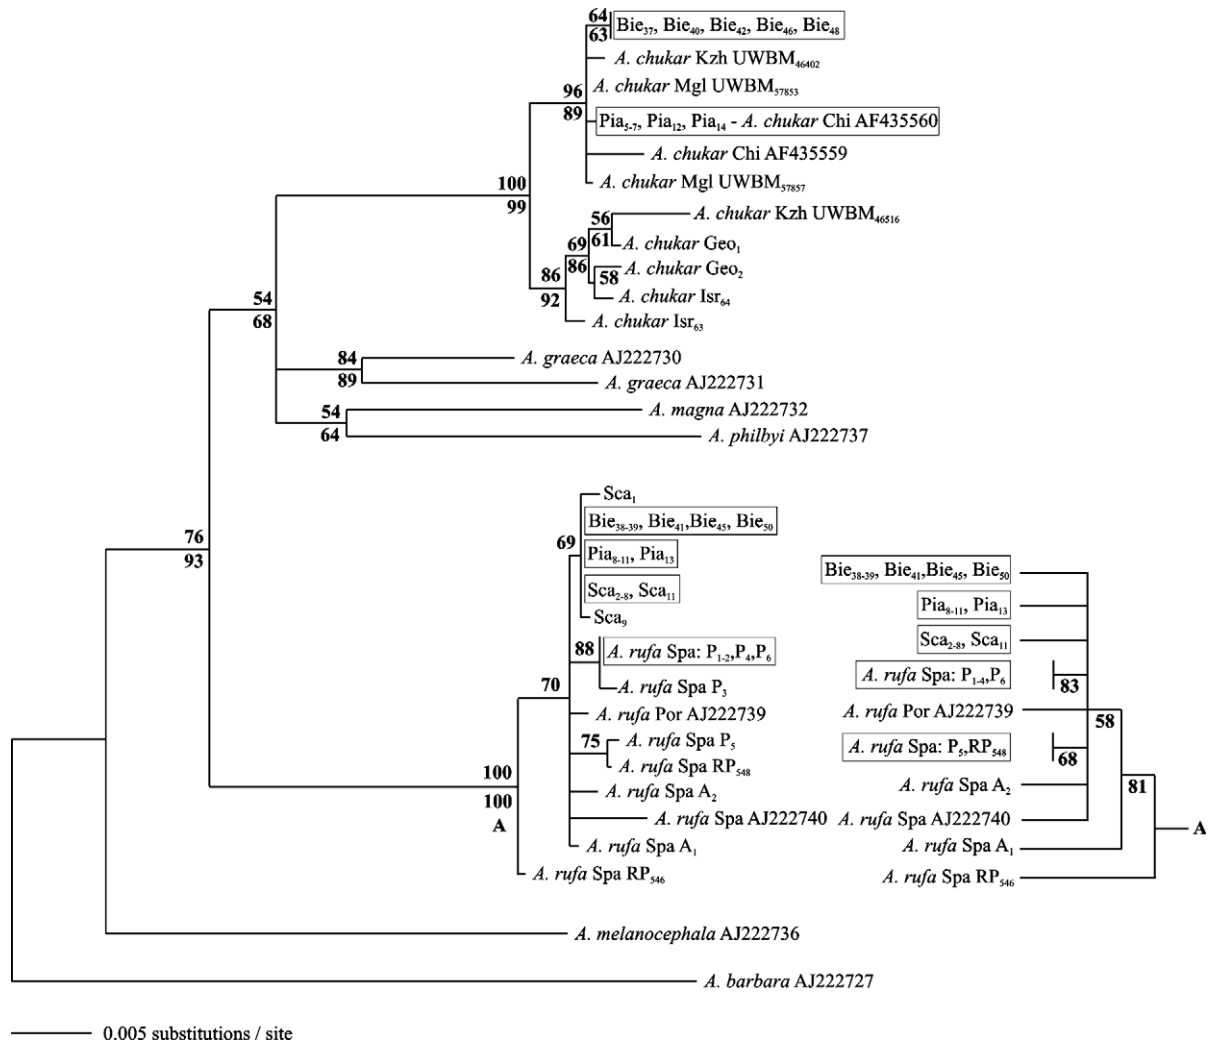 64
63
Bie37, Bie40, Bie42, Bie46, Bie48
A. chukar Kzh UWBM46402
96
89
A. chukar Mgl UWBM57853
Pia5-7, Pia12, Pia14 - A. chukar Chi AF435560
A. chukar Chi AF435559
100
99
A. chukar Mgl UWBM57857
56
61
A. chukar Kzh UWBM46516
A. chukar Geo1
69
86
A. chukar Geo2
58
86
92
A. chukar Isr64
A. chukar Isr63
54
68
84
89
A. graeca AJ222730
A. graeca AJ222731
54
64
A. magna AJ222732
A. philbyi AJ222737
76
93
Sca1
Bie38-39, Bie41,Bie45, Bie50
69
Pia8-11, Pia13
Sca2-8, Sca11
Sca9
88
A. rufa Spa: P1-2,P4,P6
70
A. rufa Spa P3
A. rufa Por AJ222739
75
A. rufa Spa P5
A. rufa Spa RP548
100
100
A
A. rufa Spa A2
A. rufa Spa AJ222740
A. rufa Spa A1
A. rufa Spa RP546
Bie38-39, Bie41,Bie45, Bie50
Pia8-11, Pia13
Sca2-8, Sca11
A. rufa Spa: P1-4,P6
83
A. rufa Por AJ222739
58
A. rufa Spa: P5,RP548
68
A. rufa Spa A2
81
A. rufa Spa AJ222740
A
A. rufa Spa A1
A. rufa Spa RP546
A. melanocephala AJ222736
A. barbara AJ222727
0.005 substitutions / site